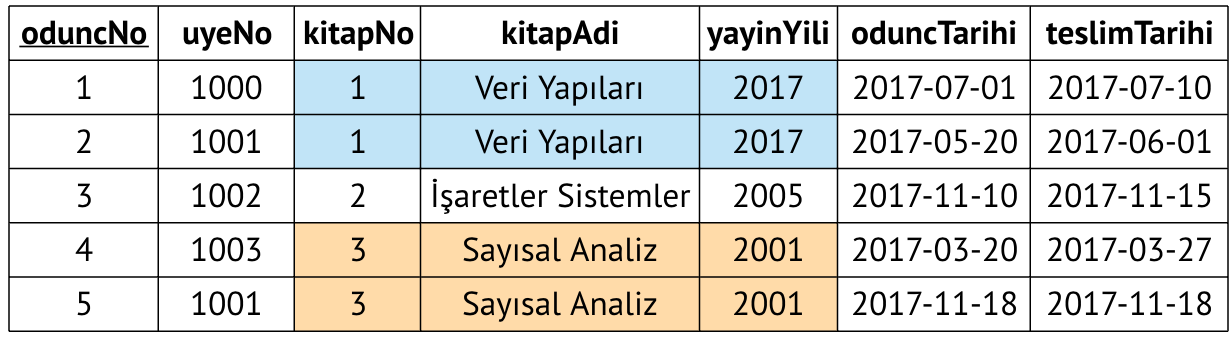 oduncNo uyeNo kitapNo kitapAdi yayinYili oduncTarihi teslimTarihi
1 1000 1 Veri Yapıları 2017 2017-07-01 2017-07-10
2 1001 1 Veri Yapıları 2017 2017-05-20 2017-06-01
3 1002 2 İşaretler Sistemler 2005 2017-11-10 2017-11-15
4 1003 3 Sayısal Analiz 2001 2017-03-20 2017-03-27
5 1001 3 Sayısal Analiz 2001 2017-11-18 2017-11-18